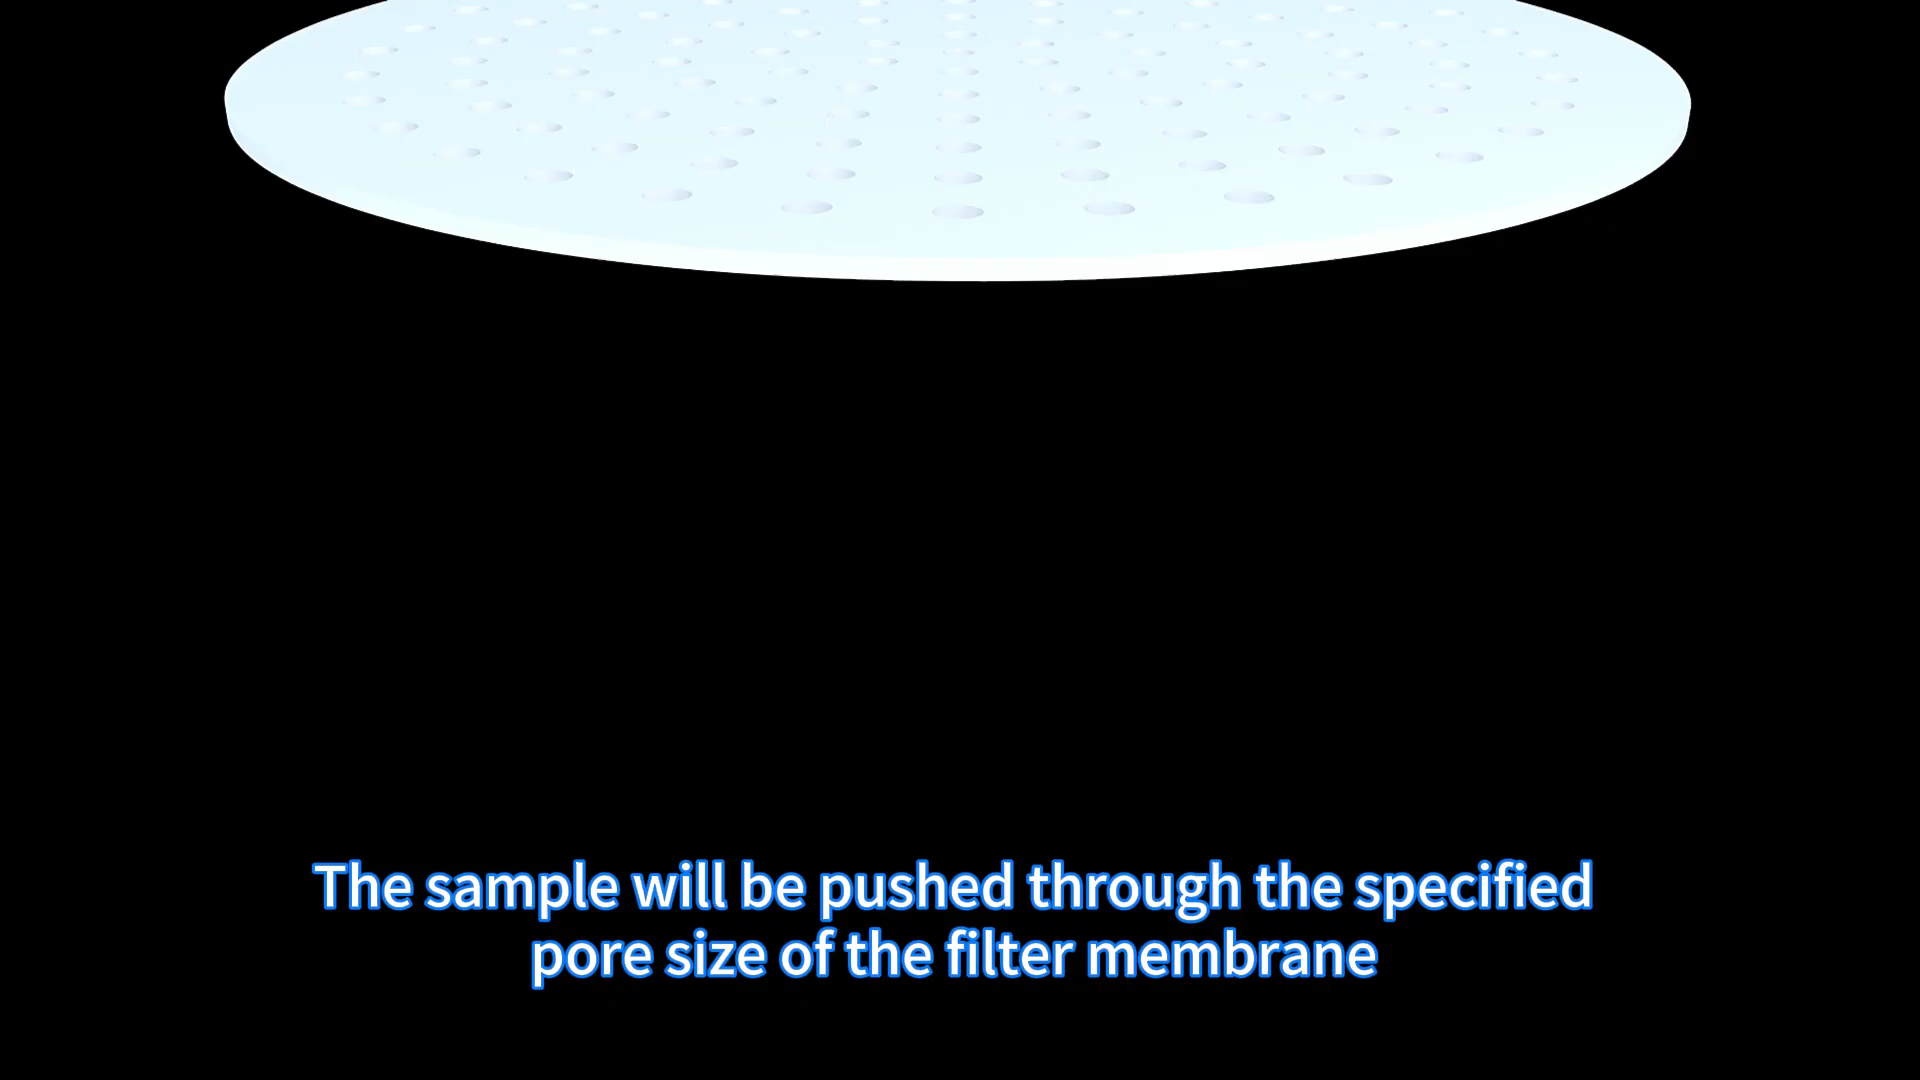 The sample will be pushed through the specified
pore size of the filter membrane